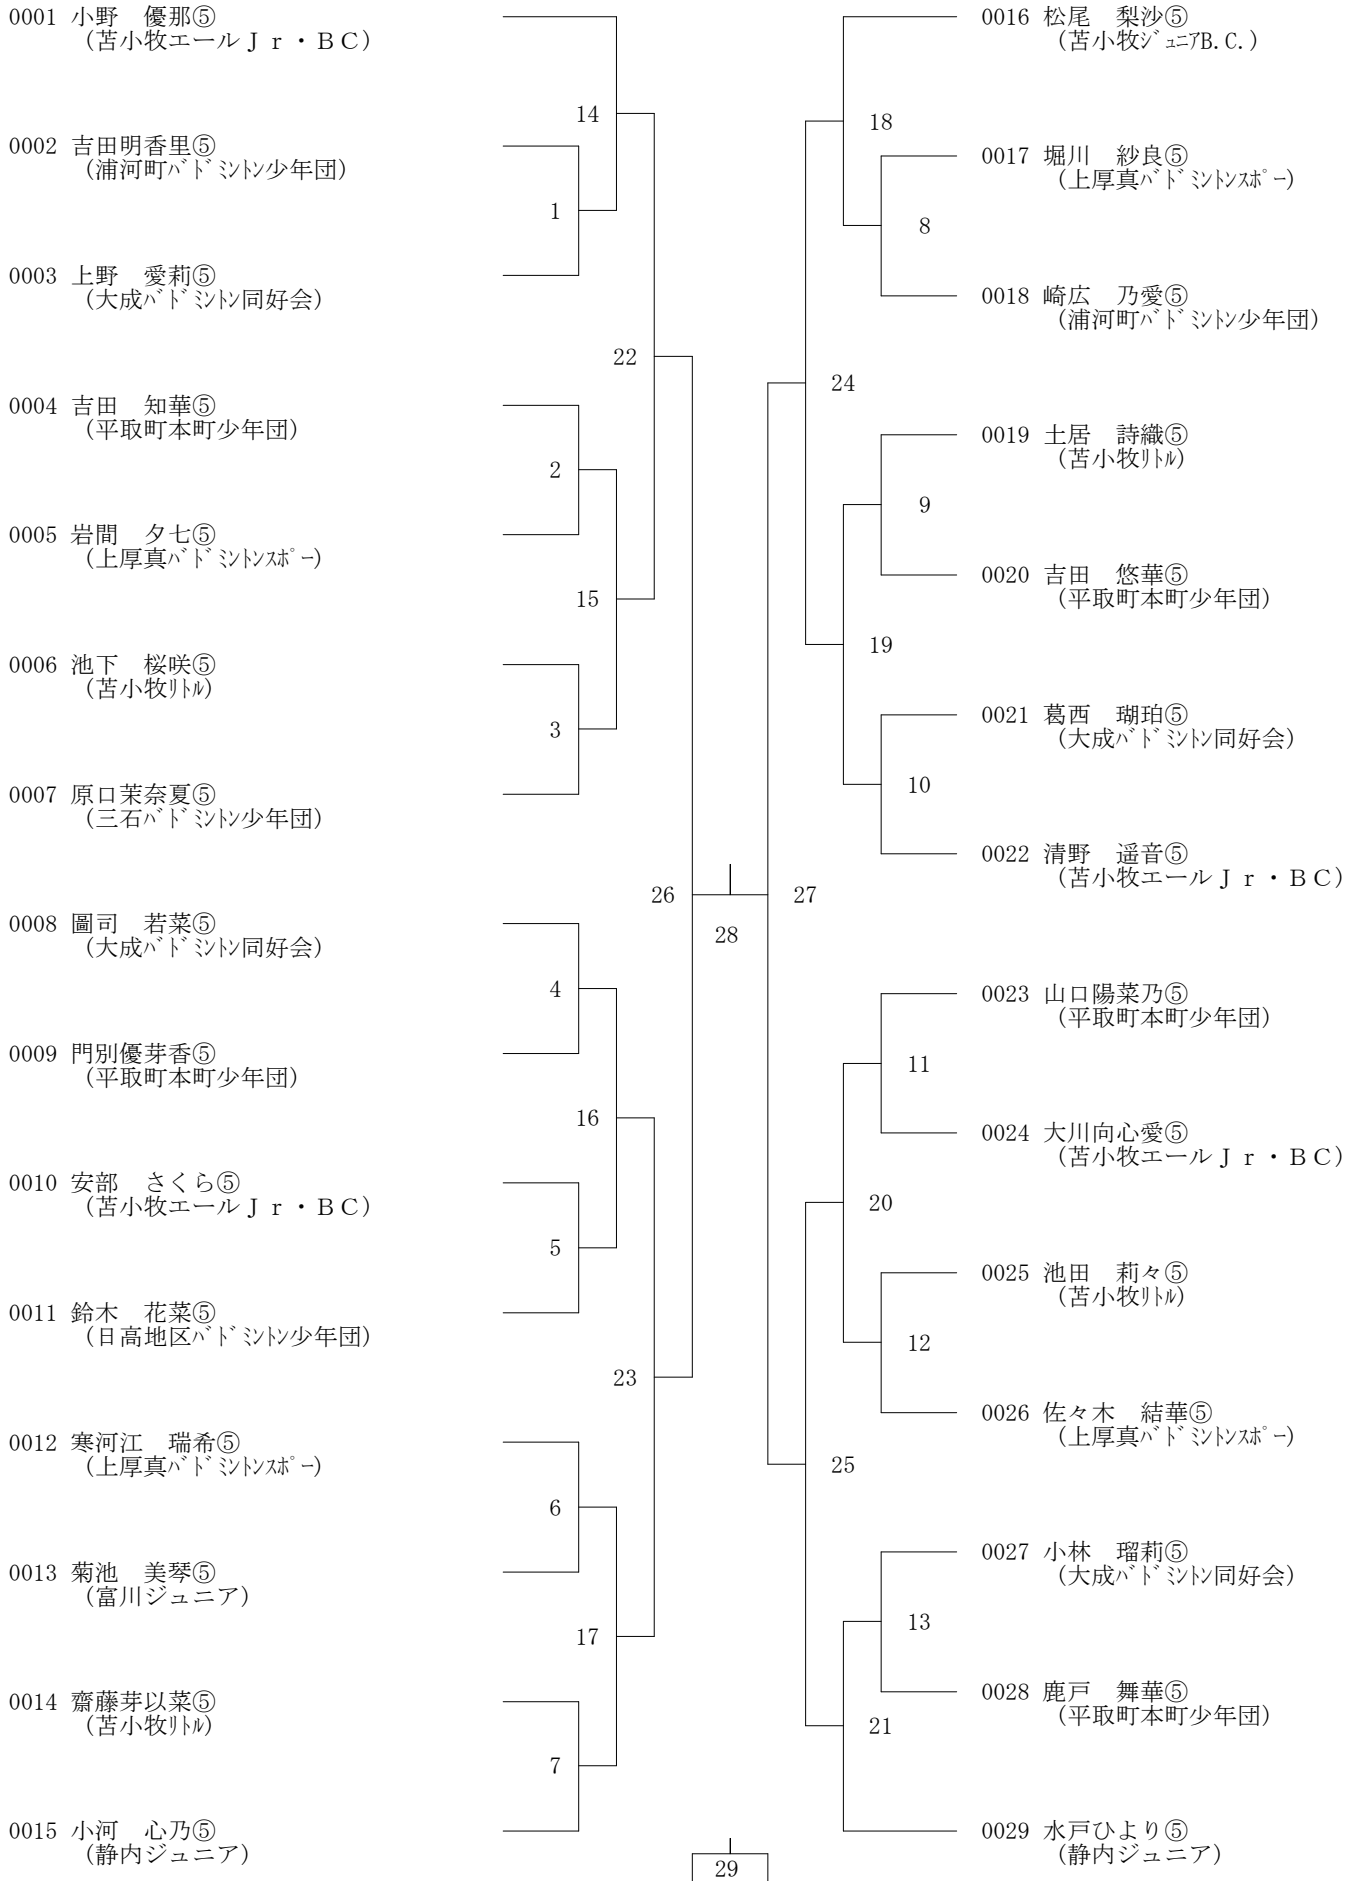 0001 小野　優那⑤
(苫小牧エールＪｒ・ＢＣ)
14
0002 吉田明香里⑤
(浦河町ﾊﾞﾄﾞﾐﾝﾄﾝ少年団)
1
0003 上野　愛莉⑤
(大成ﾊﾞﾄﾞﾐﾝﾄﾝ同好会)
22
0004 吉田　知華⑤
(平取町本町少年団)
2
0005 岩間　夕七⑤
(上厚真ﾊﾞﾄﾞﾐﾝﾄﾝｽﾎﾟｰ)
15
0006 池下　桜咲⑤
(苫小牧ﾘﾄﾙ)
3
0007 原口茉奈夏⑤
(三石ﾊﾞﾄﾞﾐﾝﾄﾝ少年団)
26
0008 圖司　若菜⑤
(大成ﾊﾞﾄﾞﾐﾝﾄﾝ同好会)
4
0009 門別優芽香⑤
(平取町本町少年団)
16
0010 安部　さくら⑤
(苫小牧エールＪｒ・ＢＣ)
5
0011 鈴木　花菜⑤
(日高地区ﾊﾞﾄﾞﾐﾝﾄﾝ少年団)
23
0012 寒河江　瑞希⑤
(上厚真ﾊﾞﾄﾞﾐﾝﾄﾝｽﾎﾟｰ)
6
0013 菊池　美琴⑤
(富川ジュニア)
17
0014 齋藤芽以菜⑤
(苫小牧ﾘﾄﾙ)
7
0015 小河　心乃⑤
(静内ジュニア)
28
29
0016 松尾　梨沙⑤
(苫小牧ｼﾞｭﾆｱB.C.)
18
0017 堀川　紗良⑤
(上厚真ﾊﾞﾄﾞﾐﾝﾄﾝｽﾎﾟｰ)
8
0018 崎広　乃愛⑤
(浦河町ﾊﾞﾄﾞﾐﾝﾄﾝ少年団)
24
0019 土居　詩織⑤
(苫小牧ﾘﾄﾙ)
9
0020 吉田　悠華⑤
(平取町本町少年団)
19
0021 葛西　瑚珀⑤
(大成ﾊﾞﾄﾞﾐﾝﾄﾝ同好会)
10
0022 清野　遥音⑤
(苫小牧エールＪｒ・ＢＣ)
27
0023 山口陽菜乃⑤
(平取町本町少年団)
11
0024 大川向心愛⑤
(苫小牧エールＪｒ・ＢＣ)
20
0025 池田　莉々⑤
(苫小牧ﾘﾄﾙ)
12
0026 佐々木　結華⑤
(上厚真ﾊﾞﾄﾞﾐﾝﾄﾝｽﾎﾟｰ)
25
0027 小林　瑠莉⑤
(大成ﾊﾞﾄﾞﾐﾝﾄﾝ同好会)
13
0028 鹿戸　舞華⑤
(平取町本町少年団)
21
0029 水戸ひより⑤
(静内ジュニア)